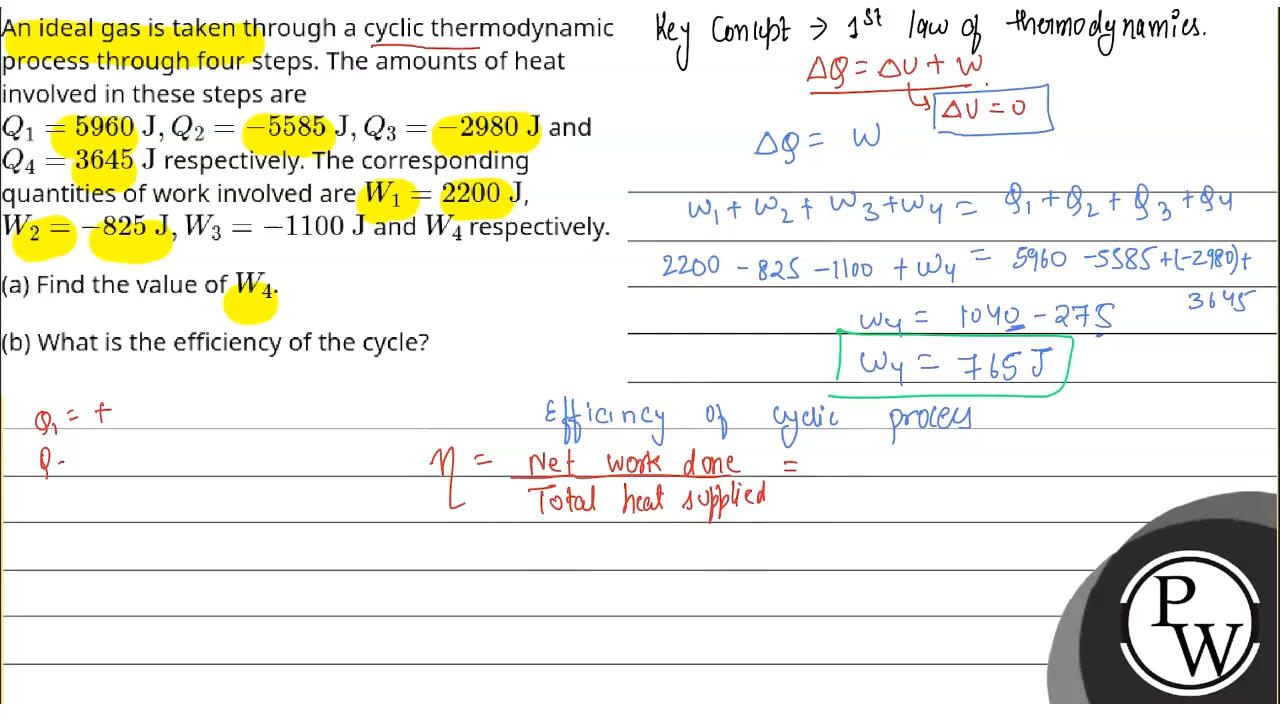 An ideal gas is taken through a cyclic thermodynamic
process through four steps. The amounts of heat
involved in these steps are
Q₁ = 5960 J, Q₂ = −5585 J, Q₃ = −2980 J and
Q₄ = 3645 J respectively. The corresponding
quantities of work involved are W₁ = 2200 J,
W₂ = −825 J, W₃ = −1100 J and W₄ respectively.
(a) Find the value of W₄.
(b) What is the efficiency of the cycle?
Key Concept → 1st law of thermodynamics.
ΔQ = ΔU + W.
ΔU = 0
ΔQ = W
W₁ + W₂ + W₃ + W₄ = Q₁ + Q₂ + Q₃ + Q₄
2200 − 825 − 1100 + W₄ = 5960 − 5585 + (−2980) +
3645
W₄ = 1040 − 275
W₄ = 765 J
Efficiency of cyclic process
Q₁ = +
Q -
η = Net work done =
Total heat supplied
P
W